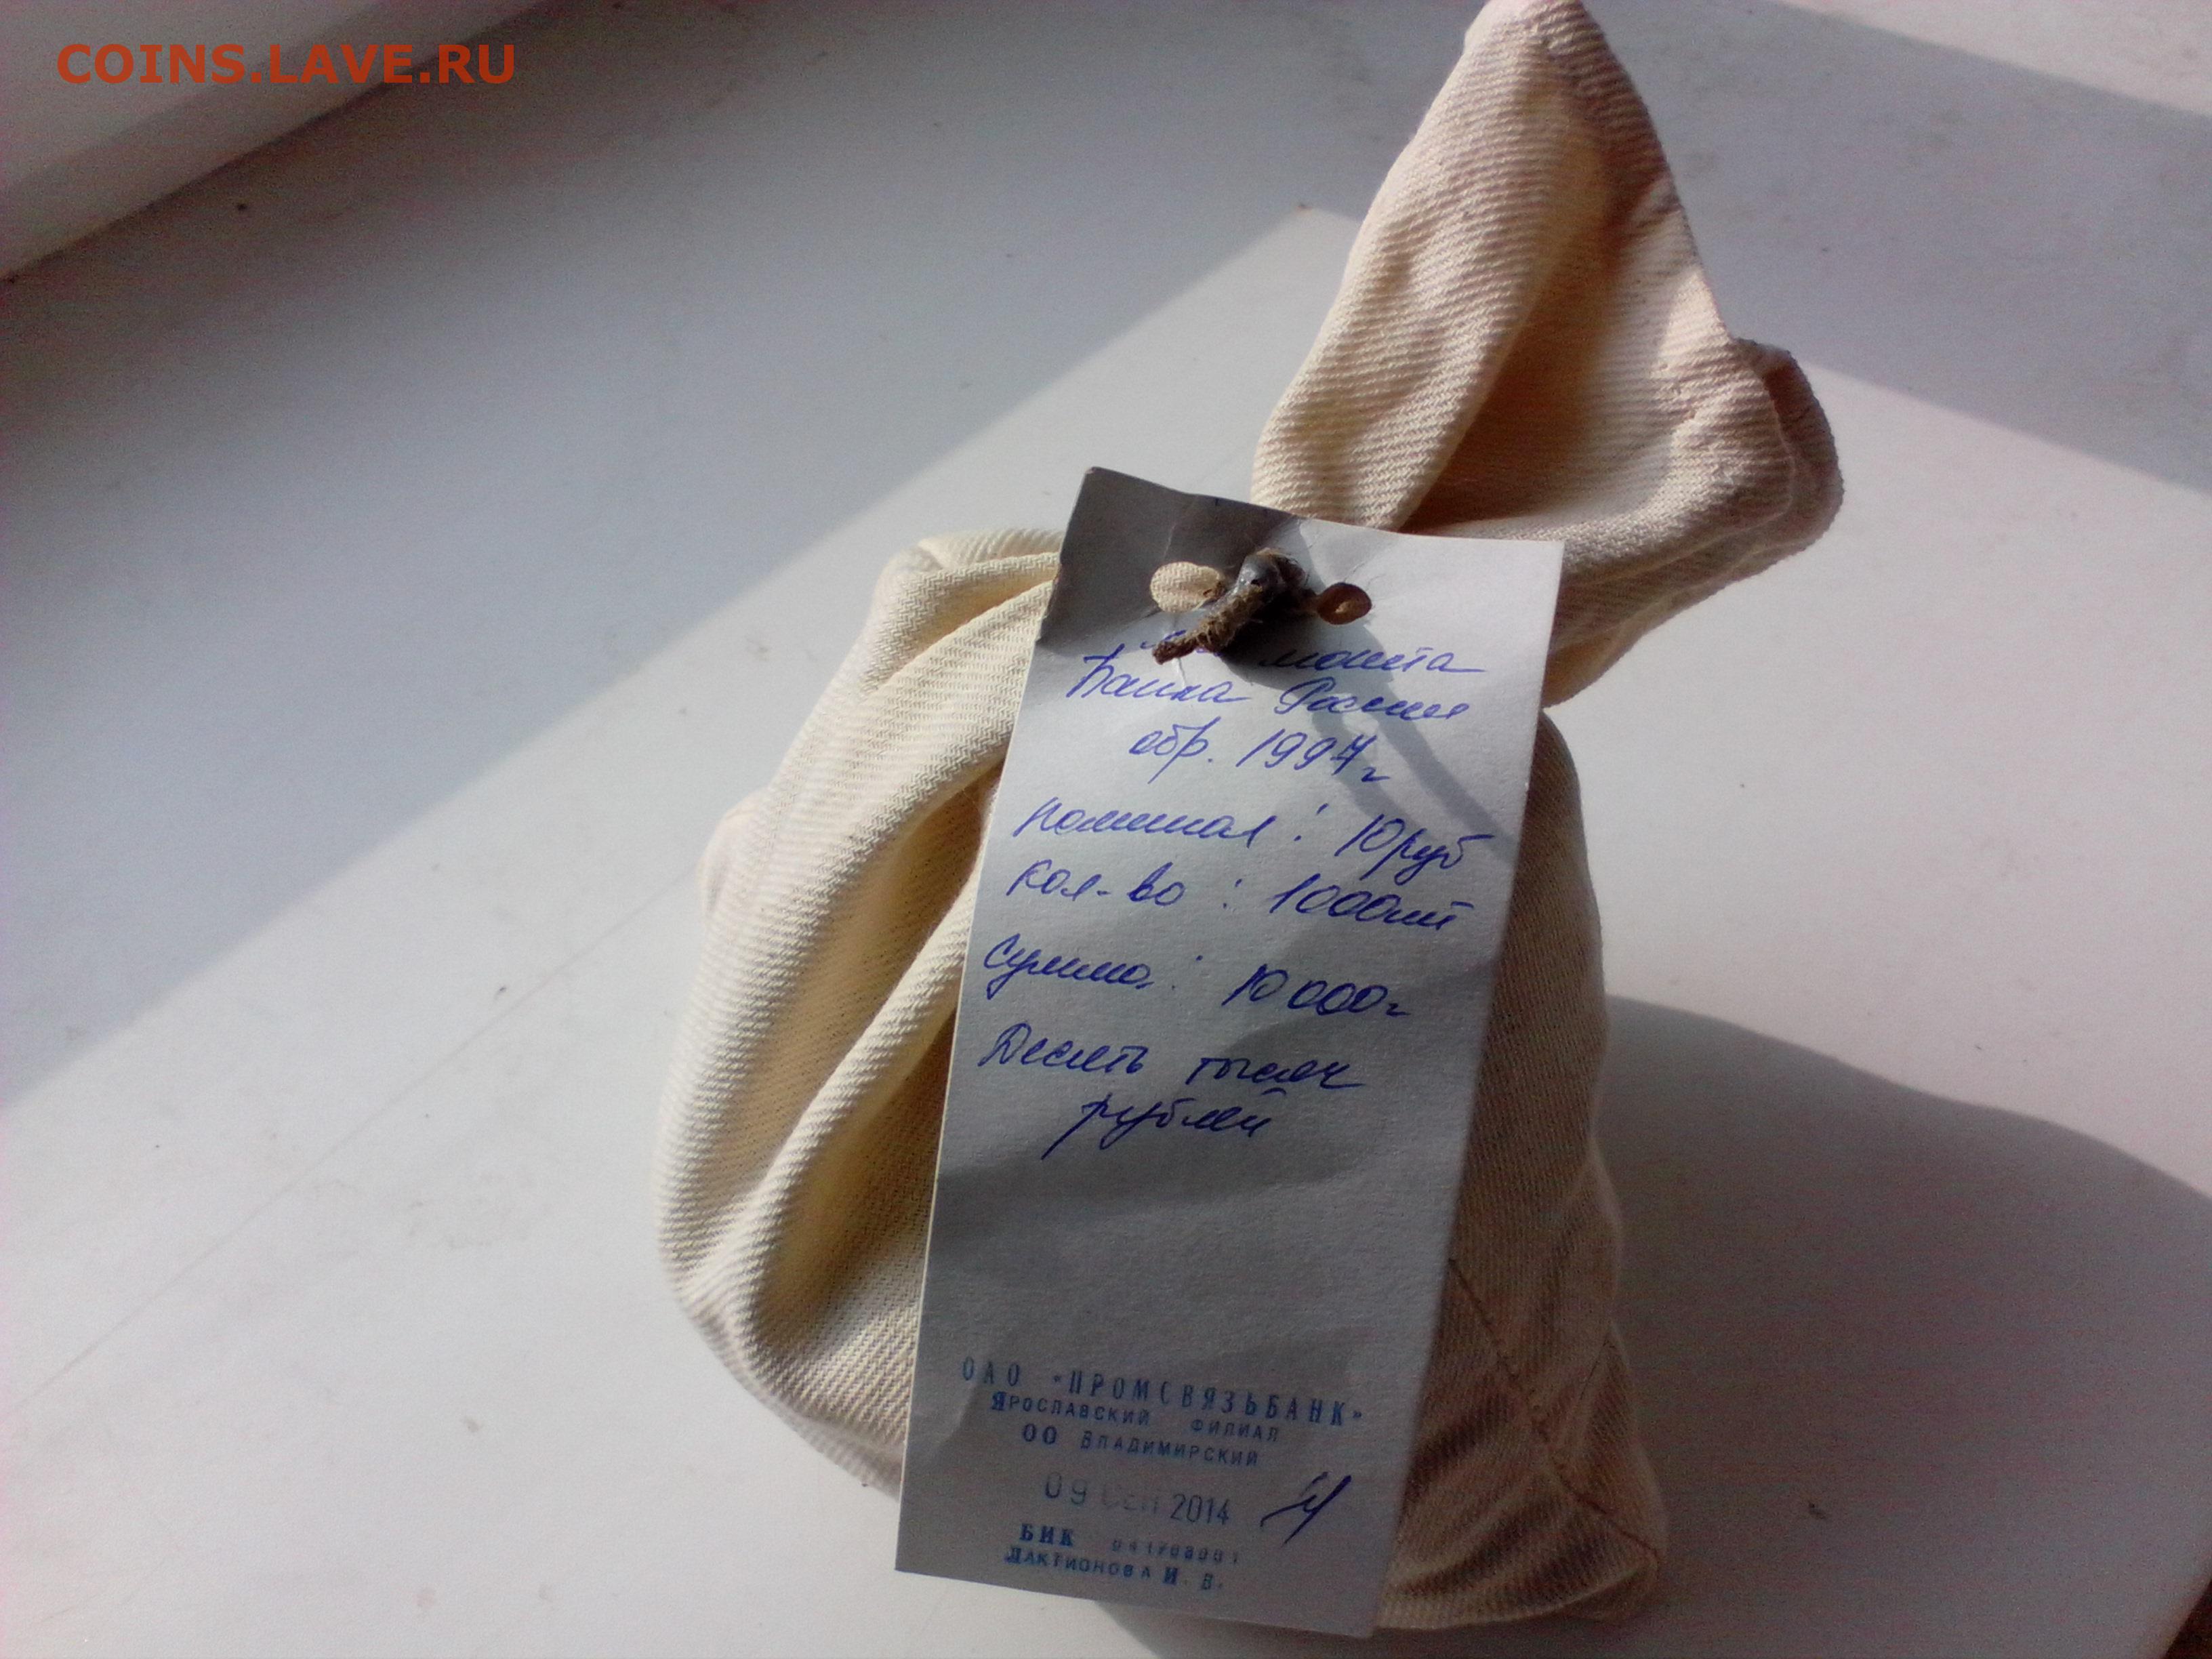 COINS.LAVE.RU
монета
Банка России
обр. 1997г
номинал: 10руб
кол-во: 1000шт
сумма: 10000=
Десять тысяч
рублей
ОАО «ПРОМСВЯЗЬБАНК»
ЯРОСЛАВСКИЙ ФИЛИАЛ
ОО ВЛАДИМИРСКИЙ
09 СЕН 2014
БИК
ЛАКТИОНОВА И. В.